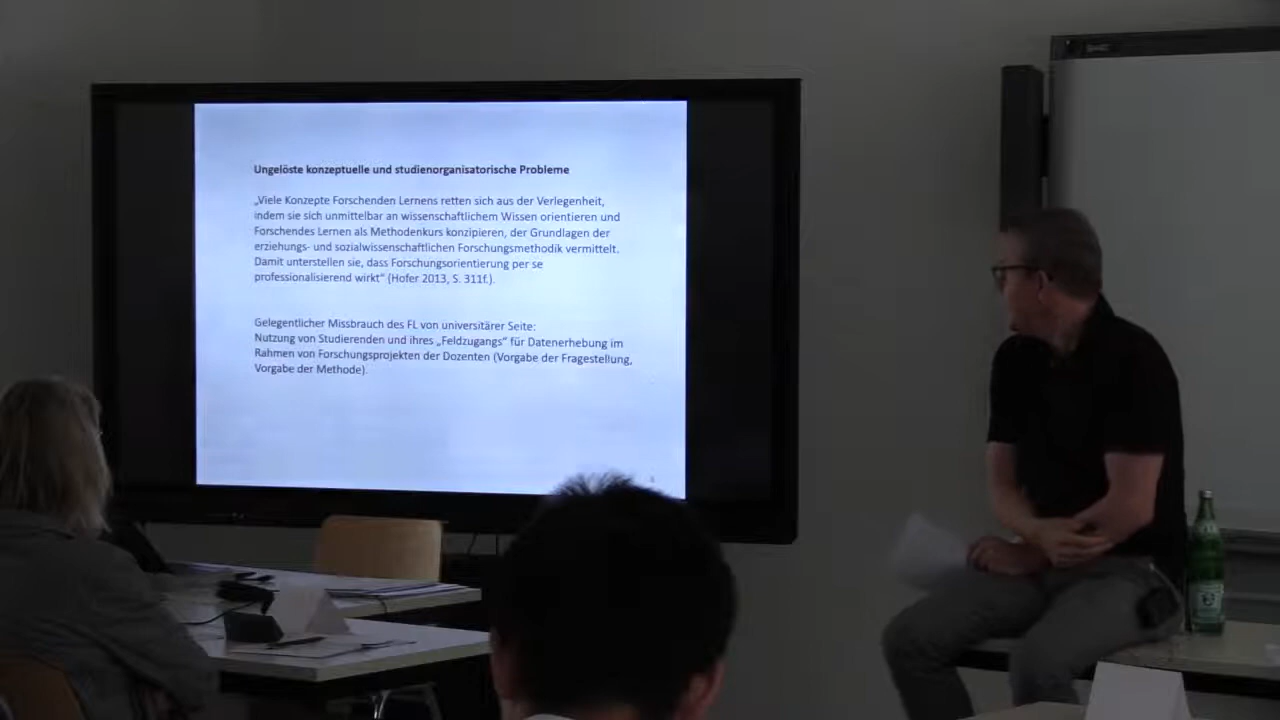 Ungelöste konzeptuelle und studienorganisatorische Probleme
„Viele Konzepte Forschenden Lernens retten sich aus der Verlegenheit,
indem sie sich unmittelbar an wissenschaftlichem Wissen orientieren und
Forschendes Lernen als Methodenkurs konzipieren, der Grundlagen der
erziehungs- und sozialwissenschaftlichen Forschungsmethodik vermittelt.
Damit unterstellen sie, dass Forschungsorientierung per se
professionalisierend wirkt“ (Hofer 2013, S. 311f.).
Gelegentlicher Missbrauch des FL von universitärer Seite:
Nutzung von Studierenden und ihres „Feldzugangs“ für Datenerhebung im
Rahmen von Forschungsprojekten der Dozenten (Vorgabe der Fragestellung,
Vorgabe der Methode).